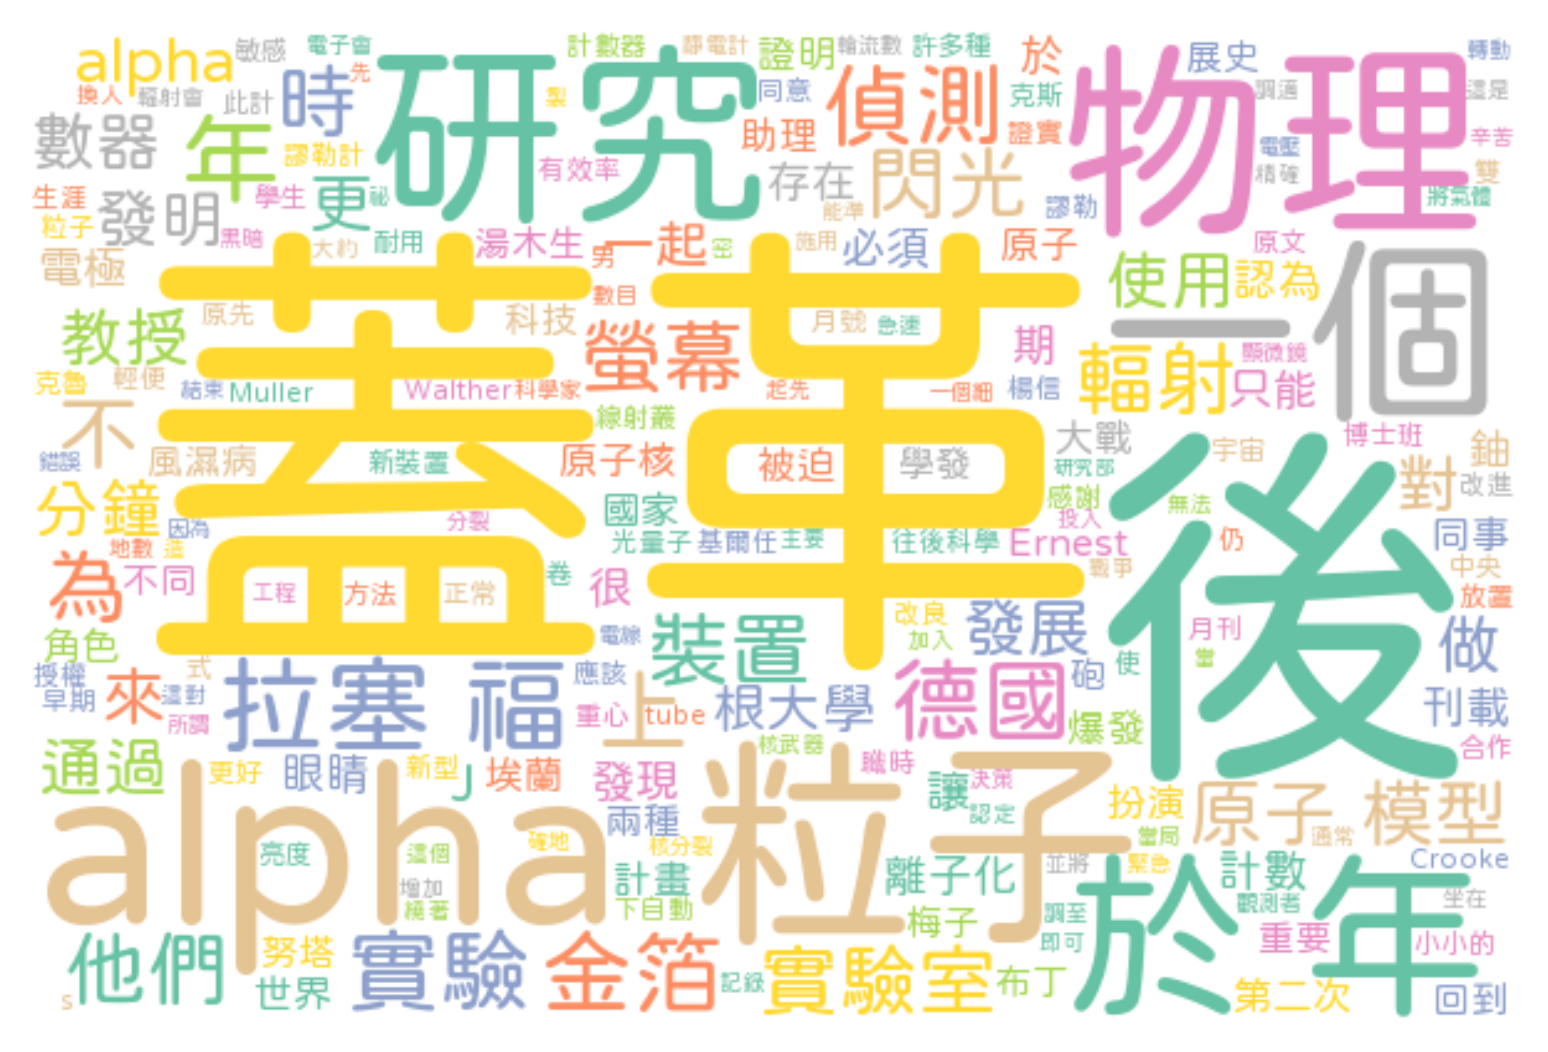 alpha 敏感 電子會 計數器 靜電計 證明 輪流數 許多種 於 展史 轉動
換人 輻射會 此計 時 先 研究 製 同意 偵測 克斯 物理 調適 這是
數器 年 謬勒計 有效率 助理 證實 電壓 辛苦
生涯 發明 學生 更 祕 存在 閃光 謬勒 精確 雙 將氣體
粒子 黑暗 大約 耐用 湯木生 一起 密 能準 施用 必須 原子 原文
電極 蓋革 男 數目 使用 認為 一個
教授 原先 科技 螢幕 月號 急速 期 輻射 顯微鏡
克魯 輕便 結束 Muller Walther 科學家 起先 一個細 楊信 只能
不 線射叢 大戰 後 博士班
錯誤 風濕病 新裝置 原子核 被迫 學發 研究部 宇宙 對 鈾
分鐘 因為 分裂 國家 感謝 投入 無法 改進
地數 造 光量子 基爾任 主要 往後科學 Ernest 仍 同事
為 不同 工程 方法 正常 卷 很 戰爭 中央 放置
角色 電線 裝置 改良 加入 發展 月刊 做
授權 式 拉塞福 應該 上 德國 砲 使 當
早期 來 這對 所謂 重心 tube 根大學 爆發 刊載
通過 更好 眼睛 新型 J 埃蘭 發現 核武器 職時 讓 決策 合作
alpha 粒子 兩種 認定 扮演 原子 模型
亮度 這個 確地 核分裂 當局 通常
增加 繞著 計畫 下自動 離子化 並將 緊急 計數 Crooke
梅子 調至 於年 觀測者 坐在
他們 努塔 實驗 金箔 實驗室 即可 重要 小小的
s 世界 記錄 布丁 第二次 回到